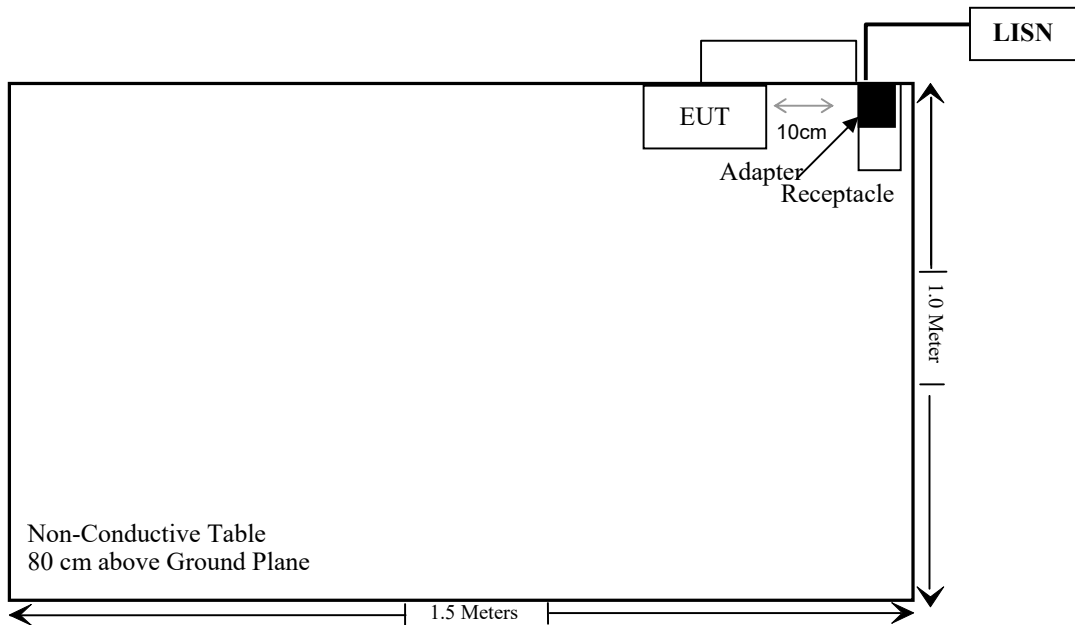 LISN
EUT
10cm
Adapter
Receptacle
1.0 Meter
Non-Conductive Table
80 cm above Ground Plane
1.5 Meters